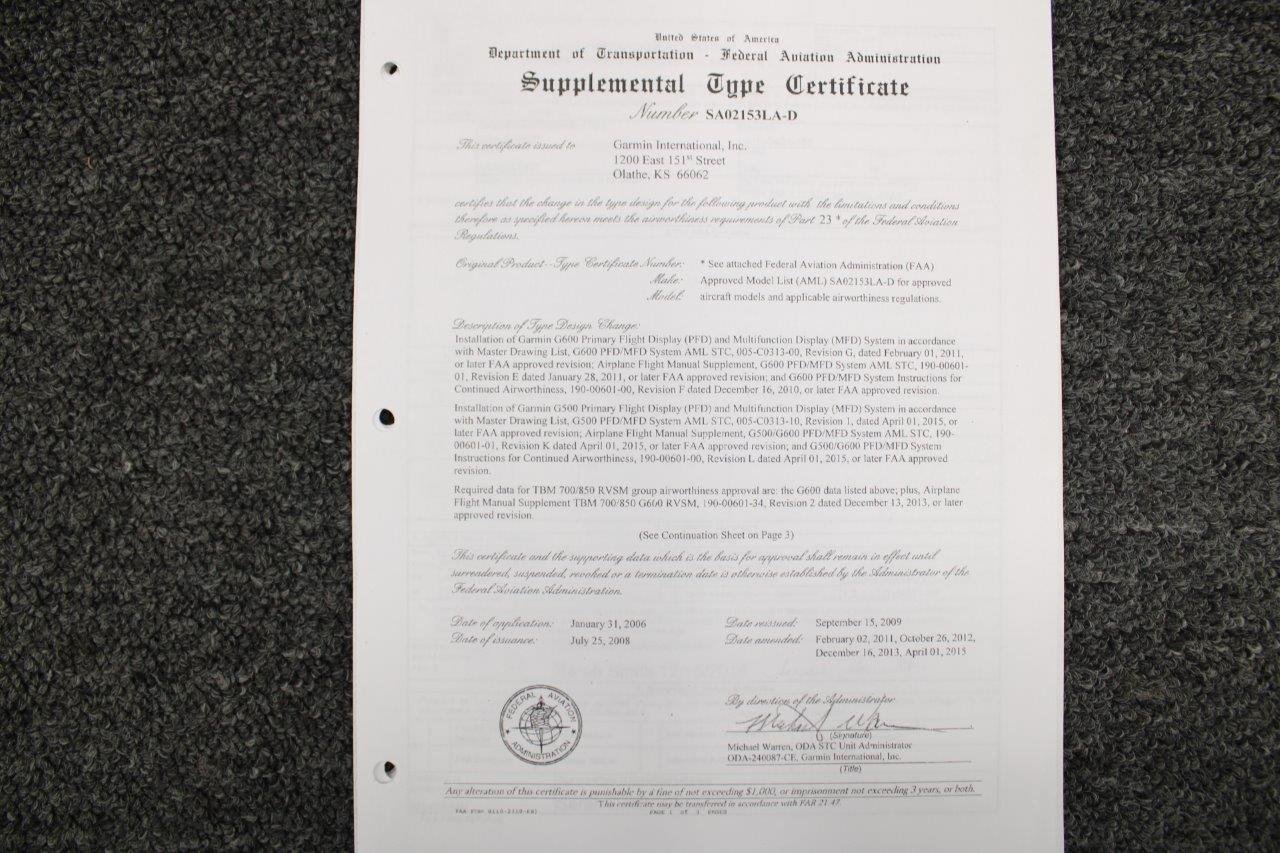 United States of America
Department of Transportation - Federal Aviation Administration
Supplemental Type Certificate
Number SA02153LA-D
This certificate issued to Garmin International, Inc.
1200 East 151st Street
Olathe, KS 66062
certifies that the change in the type design for the following product with the limitations and conditions
therefore as specified hereon meets the airworthiness requirements of Part 23 * of the Federal Aviation
Regulations.
Original Product - Type Certificate Number: * See attached Federal Aviation Administration (FAA)
Make: Approved Model List (AML) SA02153LA-D for approved
Model: aircraft models and applicable airworthiness regulations.
Description of Type Design Change:
Installation of Garmin G600 Primary Flight Display (PFD) and Multifunction Display (MFD) System in accordance
with Master Drawing List, G600 PFD/MFD System AML STC, 005-C0313-00, Revision G, dated February 01, 2011,
or later FAA approved revision; Airplane Flight Manual Supplement, G600 PFD/MFD System AML STC, 190-00601-
01, Revision E dated January 28, 2011, or later FAA approved revision; and G600 PFD/MFD System Instructions for
Continued Airworthiness, 190-00601-00, Revision F dated December 16, 2010, or later FAA approved revision.
Installation of Garmin G500 Primary Flight Display (PFD) and Multifunction Display (MFD) System in accordance
with Master Drawing List, G500 PFD/MFD System AML STC, 005-C0313-10, Revision 1, dated April 01, 2015, or
later FAA approved revision; Airplane Flight Manual Supplement, G500/G600 PFD/MFD System AML STC, 190-
00601-01, Revision K dated April 01, 2015, or later FAA approved revision; and G500/G600 PFD/MFD System
Instructions for Continued Airworthiness, 190-00601-00, Revision L dated April 01, 2015, or later FAA approved
revision.
Required data for TBM 700/850 RVSM group airworthiness approval are: the G600 data listed above; plus, Airplane
Flight Manual Supplement TBM 700/850 G600 RVSM, 190-00601-34, Revision 2 dated December 13, 2013, or later
approved revision.
(See Continuation Sheet on Page 3)
This certificate and the supporting data which is the basis for approval shall remain in effect until
surrendered, suspended, revoked or a termination date is otherwise established by the Administrator of the
Federal Aviation Administration.
Date of application: January 31, 2006 Date reissued: September 15, 2009
Date of issuance: July 25, 2008 Date amended: February 02, 2011, October 26, 2012,
December 16, 2013, April 01, 2015
FEDERAL AVIATION
ADMINISTRATION
By direction of the Administrator
(Signature)
Michael Warren, ODA STC Unit Administrator
ODA-240087-CE, Garmin International, Inc.
(Title)
Any alteration of this certificate is punishable by a fine of not exceeding $1,000, or imprisonment not exceeding 3 years, or both.
This certificate may be transferred in accordance with FAR 21.47.